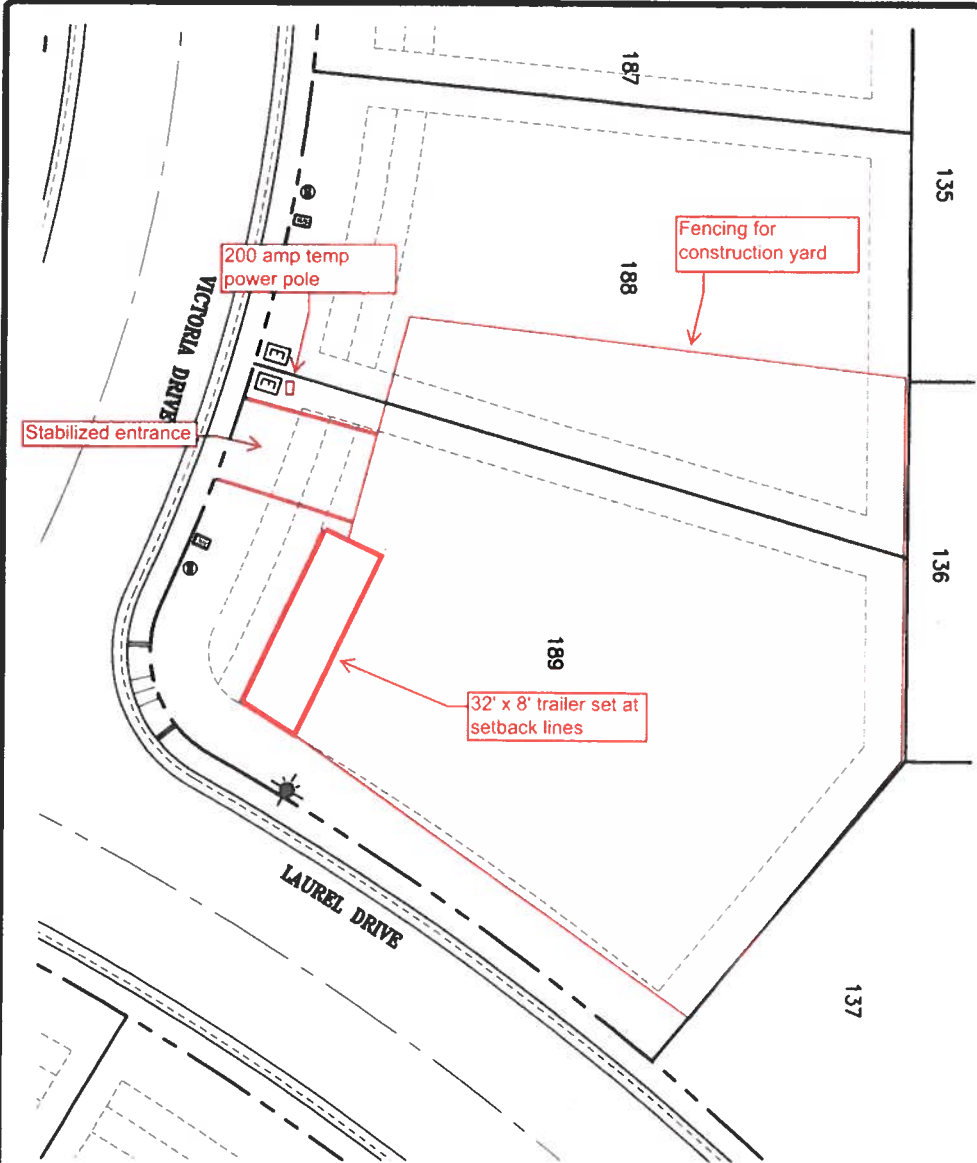 187
135
Fencing for
construction yard
188
200 amp temp
power pole
VICTORIA DRIVE
E
E
Stabilized entrance
136
189
32' x 8' trailer set at
setback lines
LAUREL DRIVE
137